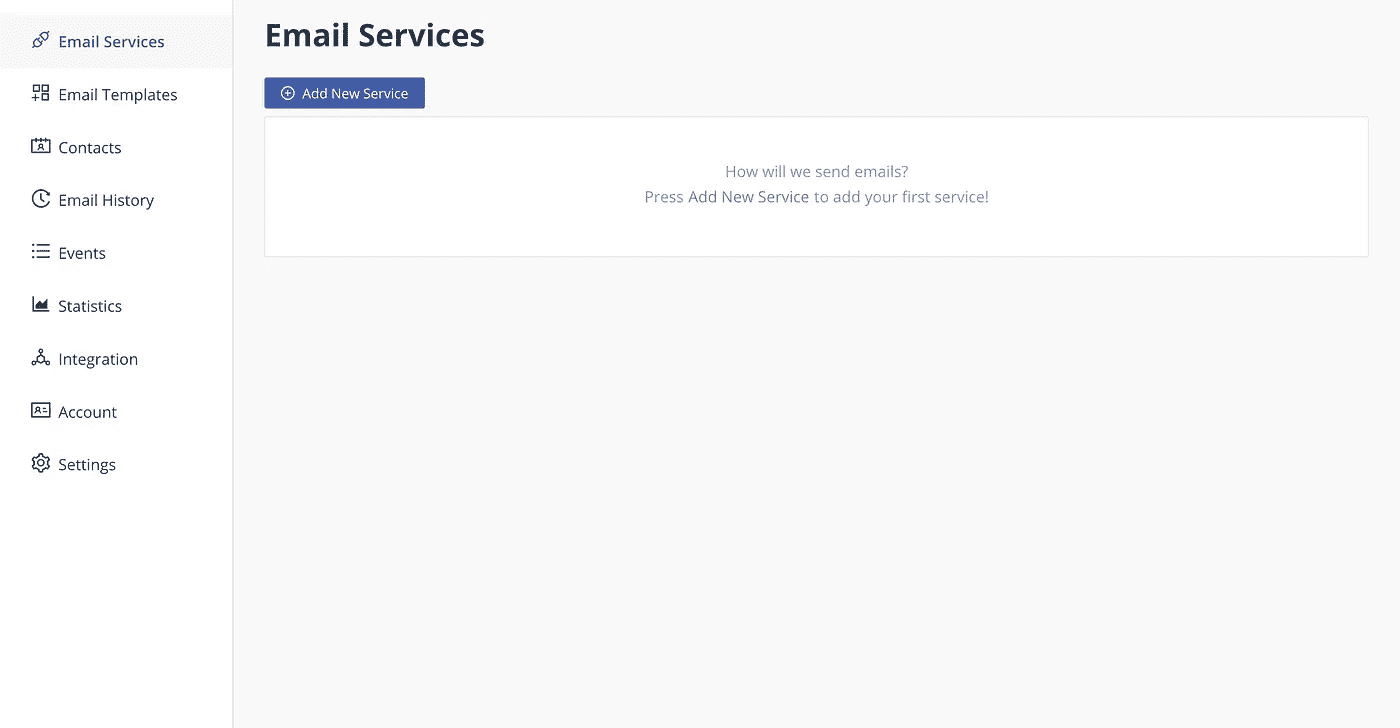 Email Services
Email Templates
Contacts
Email History
Events
Statistics
Integration
Account
Settings
Email Services
Add New Service
How will we send emails?
Press Add New Service to add your first service!